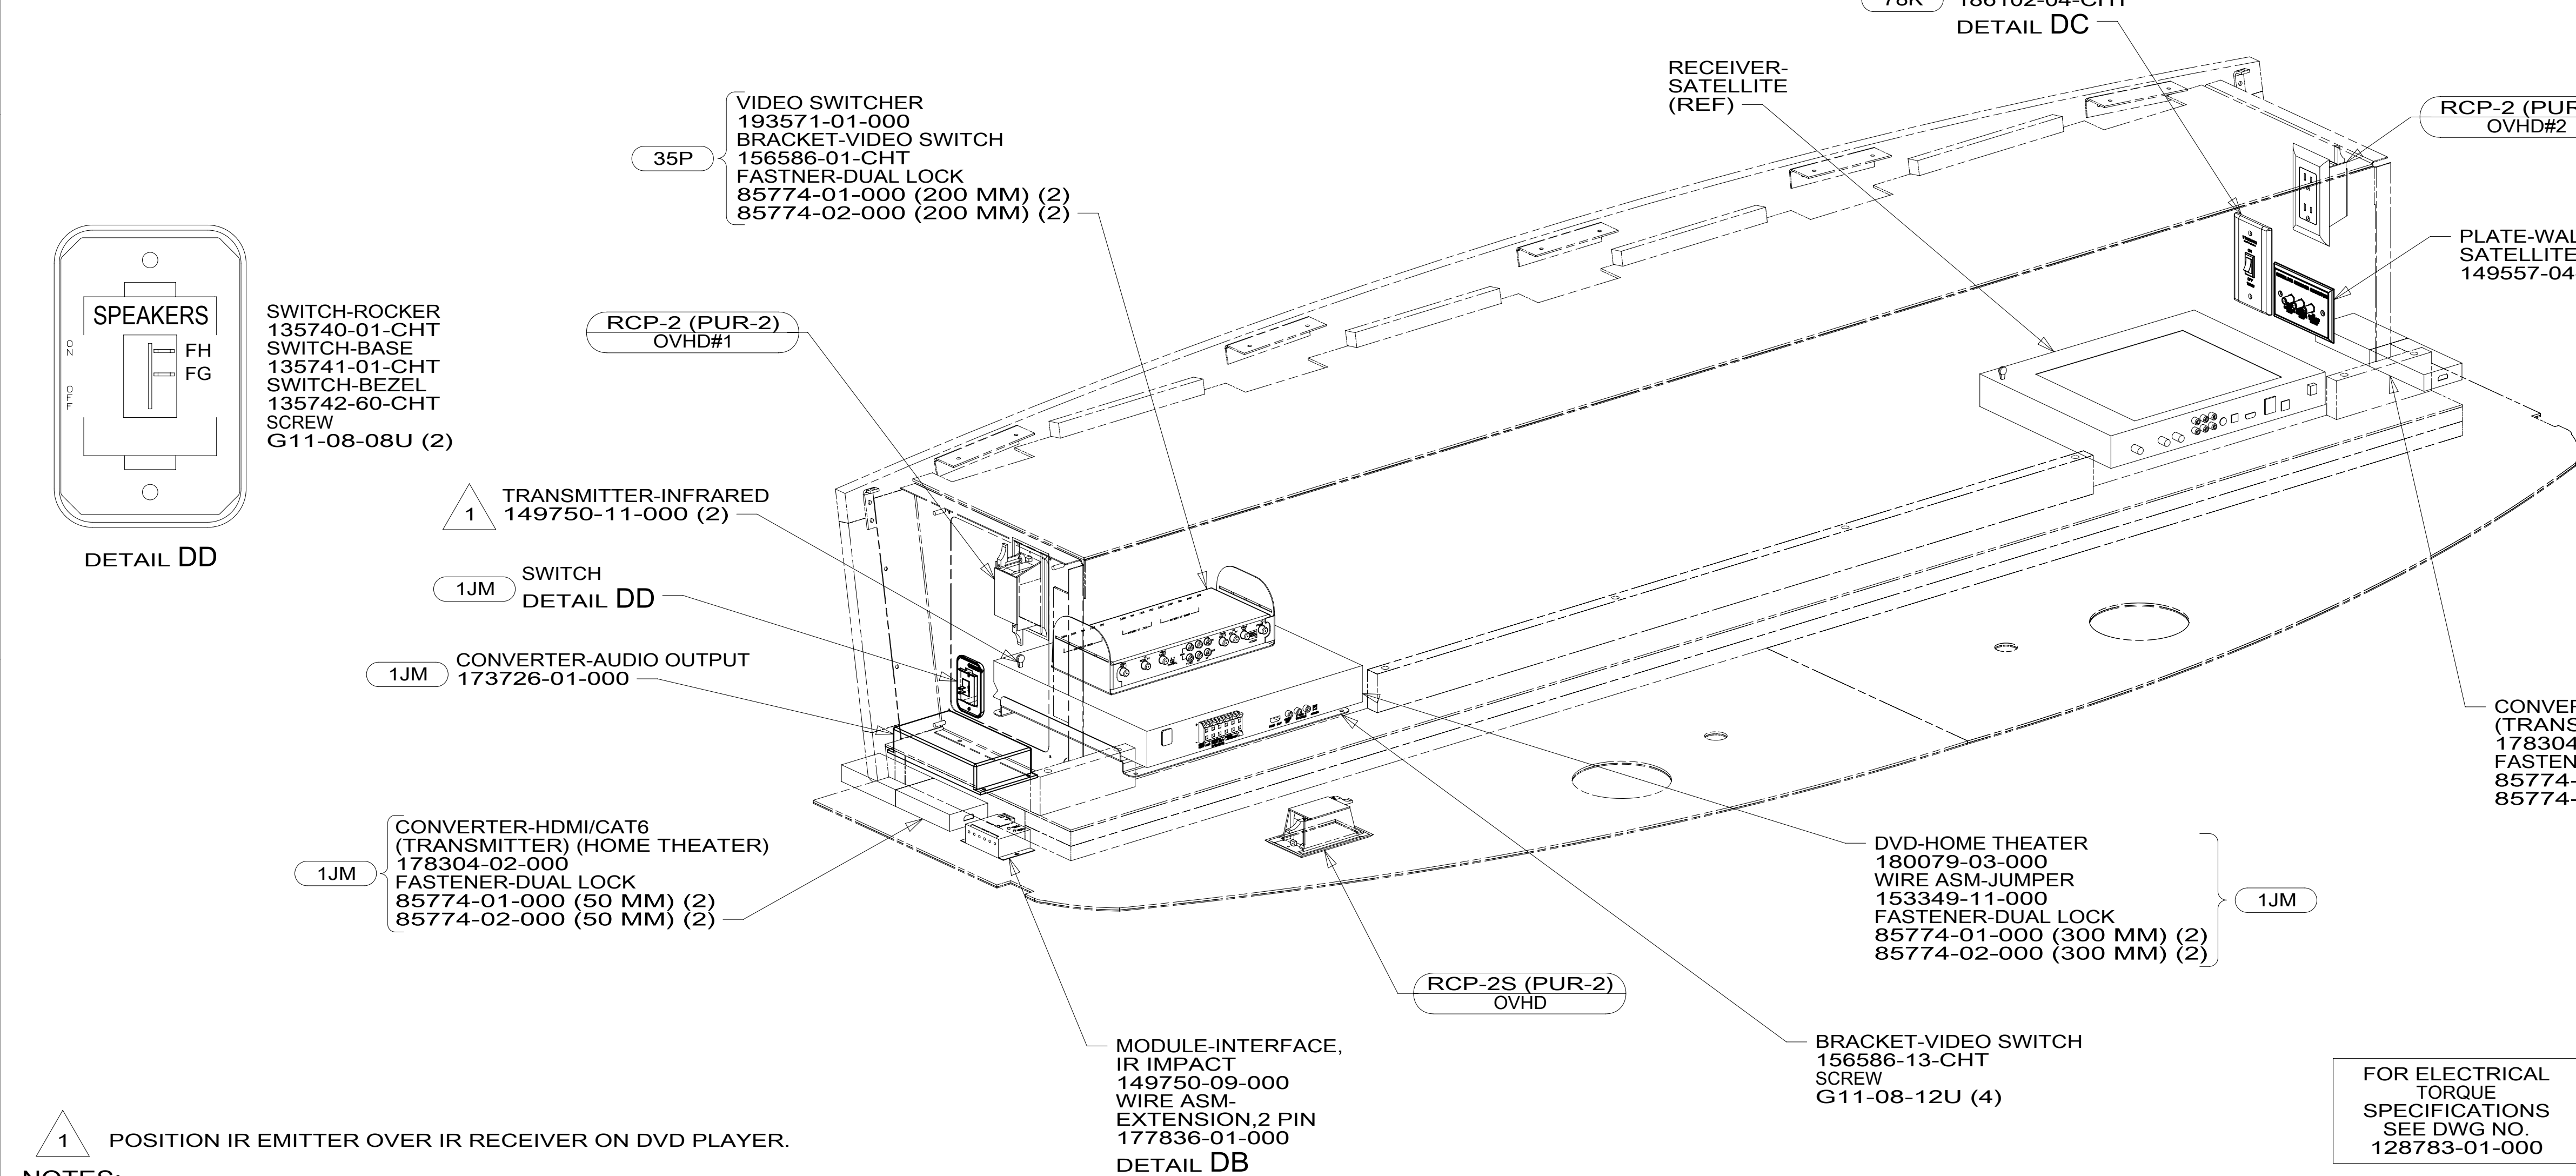 78K
186102-04-CHT
DETAIL DC
RECEIVER-
SATELLITE
(REF)
RCP-2 (PUR
OVHD#2
VIDEO SWITCHER
193571-01-000
BRACKET-VIDEO SWITCH
156586-01-CHT
FASTNER-DUAL LOCK
85774-01-000 (200 MM) (2)
85774-02-000 (200 MM) (2)
35P
PLATE-WAL
SATELLITE
149557-04
SPEAKERS
ON
OFF
FH
FG
DETAIL DD
SWITCH-ROCKER
135740-01-CHT
SWITCH-BASE
135741-01-CHT
SWITCH-BEZEL
135742-60-CHT
SCREW
G11-08-08U (2)
RCP-2 (PUR-2)
OVHD#1
1
TRANSMITTER-INFRARED
149750-11-000 (2)
1JM
SWITCH
DETAIL DD
1JM
CONVERTER-AUDIO OUTPUT
173726-01-000
1JM
CONVERTER-HDMI/CAT6
(TRANSMITTER) (HOME THEATER)
178304-02-000
FASTENER-DUAL LOCK
85774-01-000 (50 MM) (2)
85774-02-000 (50 MM) (2)
CONVER
(TRANS
178304
FASTEN
85774-
85774-
DVD-HOME THEATER
180079-03-000
WIRE ASM-JUMPER
153349-11-000
FASTENER-DUAL LOCK
85774-01-000 (300 MM) (2)
85774-02-000 (300 MM) (2)
1JM
RCP-2S (PUR-2)
OVHD
MODULE-INTERFACE,
IR IMPACT
149750-09-000
WIRE ASM-
EXTENSION,2 PIN
177836-01-000
DETAIL DB
BRACKET-VIDEO SWITCH
156586-13-CHT
SCREW
G11-08-12U (4)
FOR ELECTRICAL
TORQUE
SPECIFICATIONS
SEE DWG NO.
128783-01-000
1 POSITION IR EMITTER OVER IR RECEIVER ON DVD PLAYER.
NOTES: